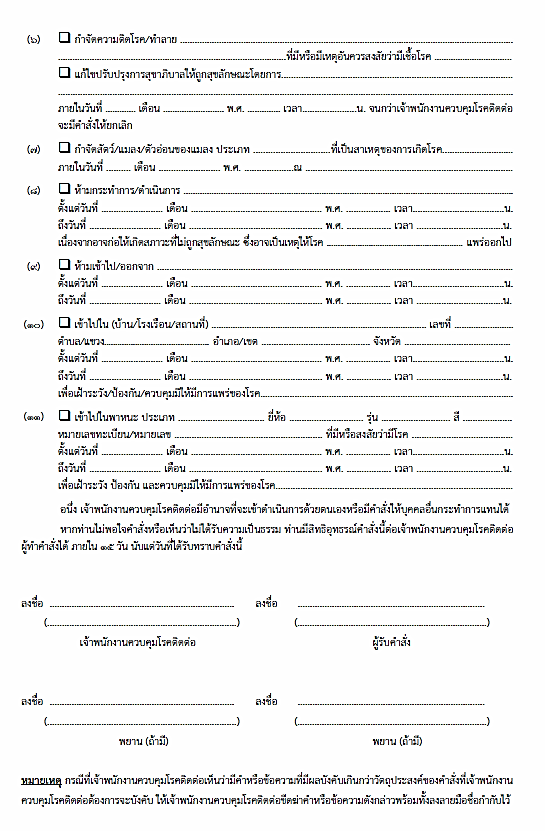 (๖) ☐ กำจัดความติดโรค/ทำลาย ........................................
........................................ที่มีหรือมีเหตุอันควรสงสัยว่ามีเชื้อโรค ....................
☐ แก้ไขปรับปรุงการสุขาภิบาลให้ถูกสุขลักษณะโดยการ........................................
........................................
ภายในวันที่ .......... เดือน .................... พ.ศ. .......... เวลา....................น. จนกว่าเจ้าพนักงานควบคุมโรคติดต่อ
จะมีคำสั่งให้ยกเลิก
(๗) ☐ กำจัดสัตว์/แมลง/ตัวอ่อนของแมลง ประเภท ....................ที่เป็นสาเหตุของการเกิดโรค....................
ภายในวันที่ .......... เดือน .................... พ.ศ. ..........ณ ........................................
(๘) ☐ ห้ามกระทำการ/ดำเนินการ ........................................
ตั้งแต่วันที่ .................... เดือน ........................................ พ.ศ. .......... เวลา....................น.
ถึงวันที่ .................... เดือน ........................................ พ.ศ. .......... เวลา ....................น.
เนื่องจากอาจก่อให้เกิดสภาวะที่ไม่ถูกสุขลักษณะ ซึ่งอาจเป็นเหตุให้โรค .................... แพร่ออกไป
(๙) ☐ ห้ามเข้าไป/ออกจาก ........................................
ตั้งแต่วันที่ .................... เดือน ........................................ พ.ศ. .......... เวลา....................น.
ถึงวันที่ .................... เดือน ........................................ พ.ศ. .......... เวลา ....................น.
(๑๐) ☐ เข้าไปใน (บ้าน/โรงเรือน/สถานที่) ........................................ เลขที่ ..........
ตำบล/แขวง.................... อำเภอ/เขต .................... จังหวัด ....................
ตั้งแต่วันที่ .................... เดือน ........................................ พ.ศ. .......... เวลา....................น.
ถึงวันที่ .................... เดือน ........................................ พ.ศ. .......... เวลา ....................น.
เพื่อเฝ้าระวัง/ป้องกัน/ควบคุมมิให้มีการแพร่ของโรค........................................
(๑๑) ☐ เข้าไปในพาหนะ ประเภท .................... ยี่ห้อ .................... รุ่น .................... สี ..........
หมายเลขทะเบียน/หมายเลข .................... ที่มีหรือสงสัยว่ามีโรค ....................
ตั้งแต่วันที่ .................... เดือน ........................................ พ.ศ. .......... เวลา....................น.
ถึงวันที่ .................... เดือน ........................................ พ.ศ. .......... เวลา ....................น.
เพื่อเฝ้าระวัง ป้องกัน และควบคุมมิให้มีการแพร่ของโรค........................................
อนึ่ง เจ้าพนักงานควบคุมโรคติดต่อมีอำนาจที่จะเข้าดำเนินการด้วยตนเองหรือมีคำสั่งให้บุคคลอื่นกระทำการแทนได้
หากท่านไม่พอใจคำสั่งหรือเห็นว่าไม่ได้รับความเป็นธรรม ท่านมีสิทธิอุทธรณ์คำสั่งนี้ต่อเจ้าพนักงานควบคุมโรคติดต่อ
ผู้ทำคำสั่งได้ ภายใน ๑๕ วัน นับแต่วันที่ได้รับทราบคำสั่งนี้
ลงชื่อ ........................................ ลงชื่อ ........................................
(........................................) (........................................)
เจ้าพนักงานควบคุมโรคติดต่อ ผู้รับคำสั่ง
ลงชื่อ ........................................ ลงชื่อ ........................................
(........................................) (........................................)
พยาน (ถ้ามี) พยาน (ถ้ามี)
หมายเหตุ กรณีที่เจ้าพนักงานควบคุมโรคติดต่อเห็นว่ามีคำหรือข้อความที่มีผลบังคับเกินกว่าวัตถุประสงค์ของคำสั่งที่เจ้าพนักงาน
ควบคุมโรคติดต่อต้องการจะบังคับ ให้เจ้าพนักงานควบคุมโรคติดต่อขีดฆ่าคำหรือข้อความดังกล่าวพร้อมทั้งลงลายมือชื่อกำกับไว้